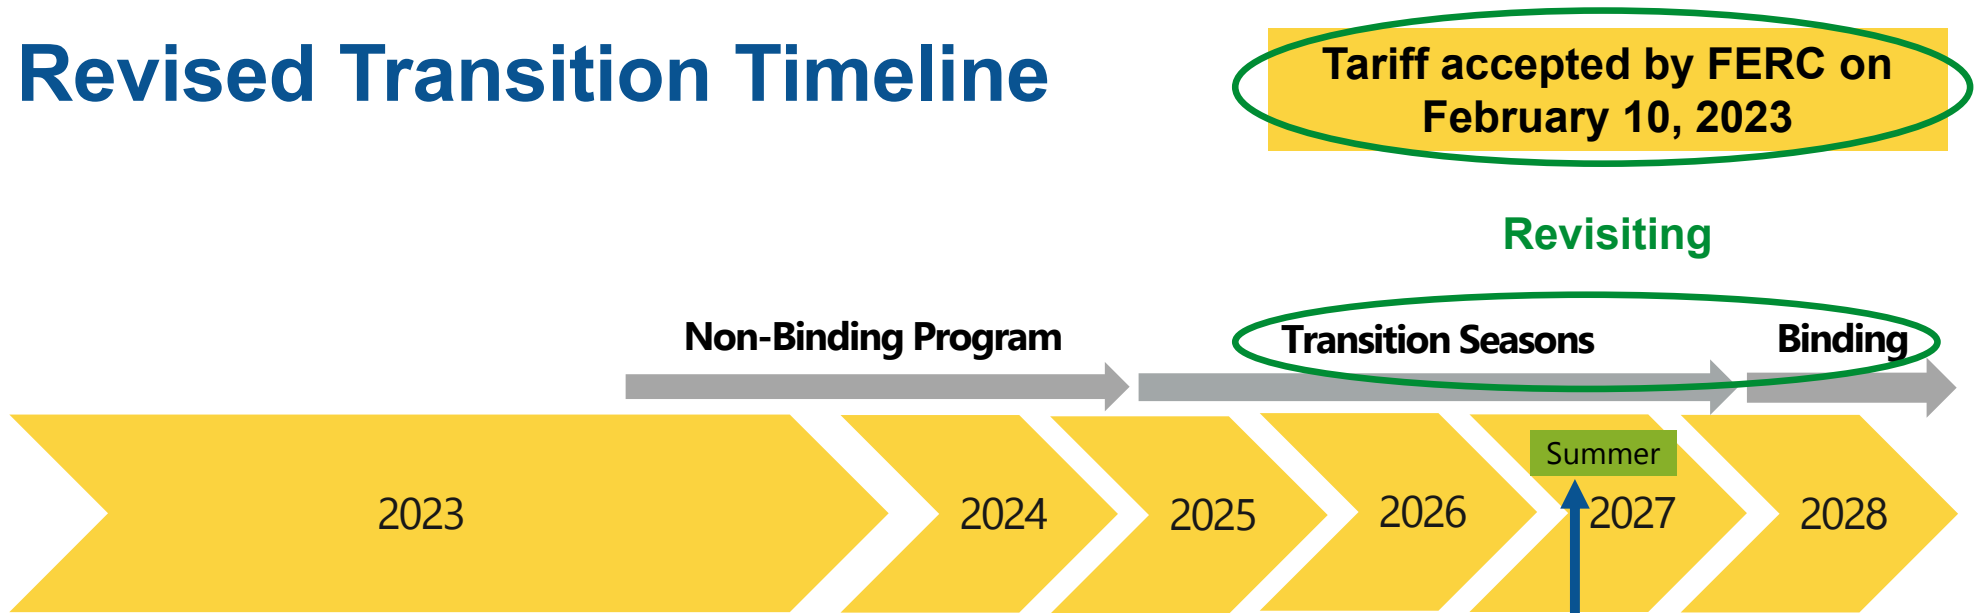 Revised Transition Timeline
Tariff accepted by FERC on
February 10, 2023
Revisiting
Non-Binding Program
Transition Seasons
Binding
Summer
2023
2024
2025
2026
2027
2028